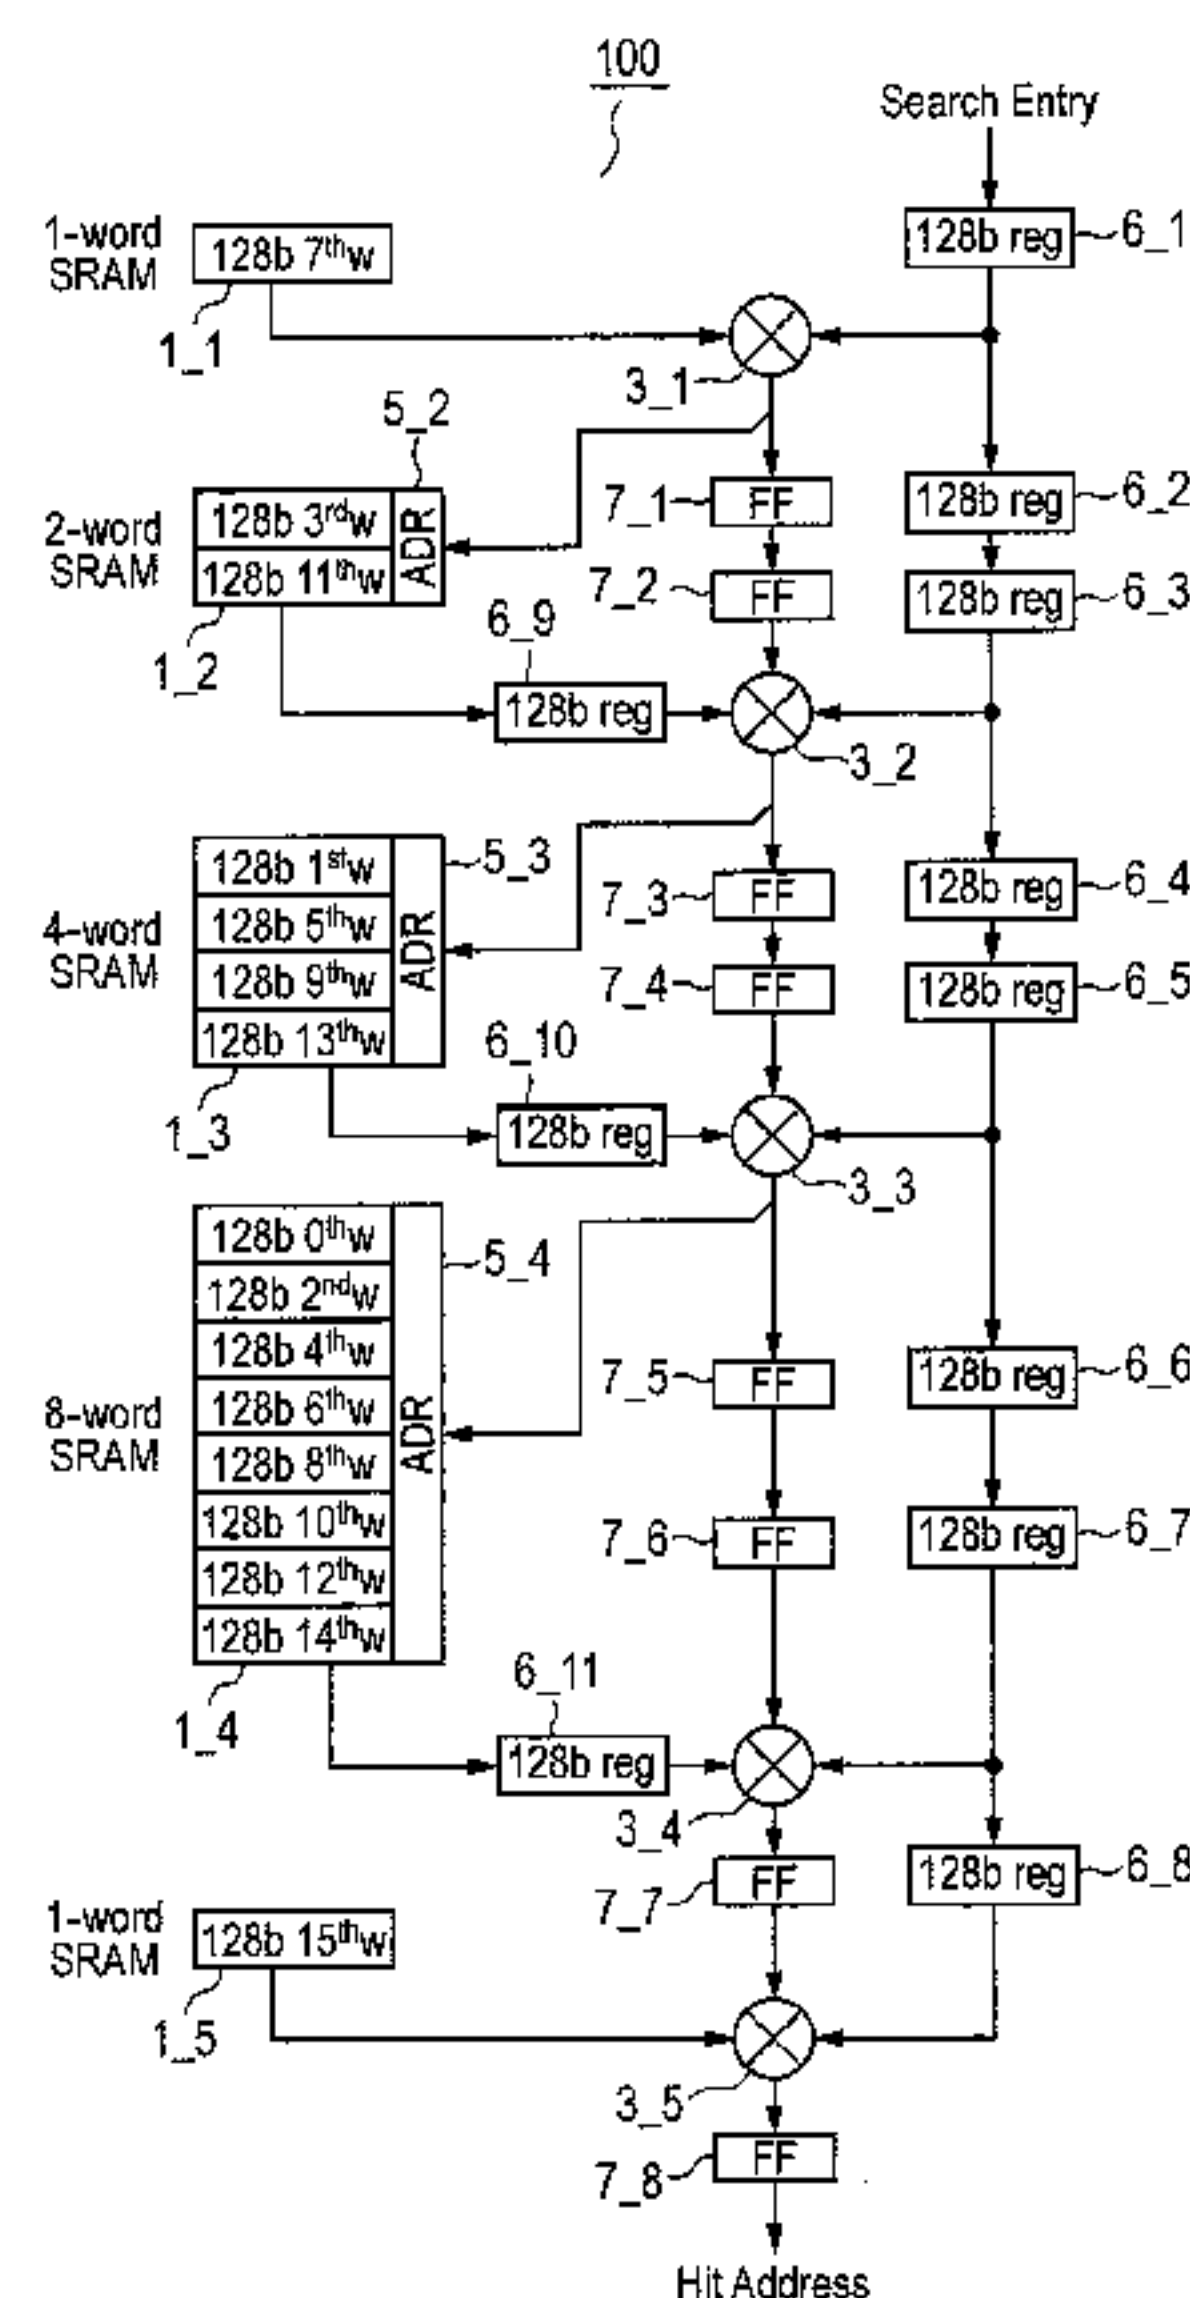 100
Search Entry
1-word
SRAM
128b 7thw
128b reg
6_1
1_1
3_1
5_2
2-word
SRAM
128b 3rdw
128b 11thw
ADR
7_1
FF
128b reg
6_2
7_2
FF
128b reg
6_3
1_2
6_9
128b reg
3_2
4-word
SRAM
128b 1stw
128b 5thw
128b 9thw
128b 13thw
ADR
5_3
7_3
FF
128b reg
6_4
7_4
FF
128b reg
6_5
1_3
6_10
128b reg
3_3
8-word
SRAM
128b 0thw
128b 2ndw
128b 4thw
128b 6thw
128b 8thw
128b 10thw
128b 12thw
128b 14thw
ADR
5_4
7_5
FF
128b reg
6_6
7_6
FF
128b reg
6_7
1_4
6_11
128b reg
3_4
7_7
FF
128b reg
6_8
1-word
SRAM
128b 15thw
1_5
3_5
7_8
FF
Hit Address